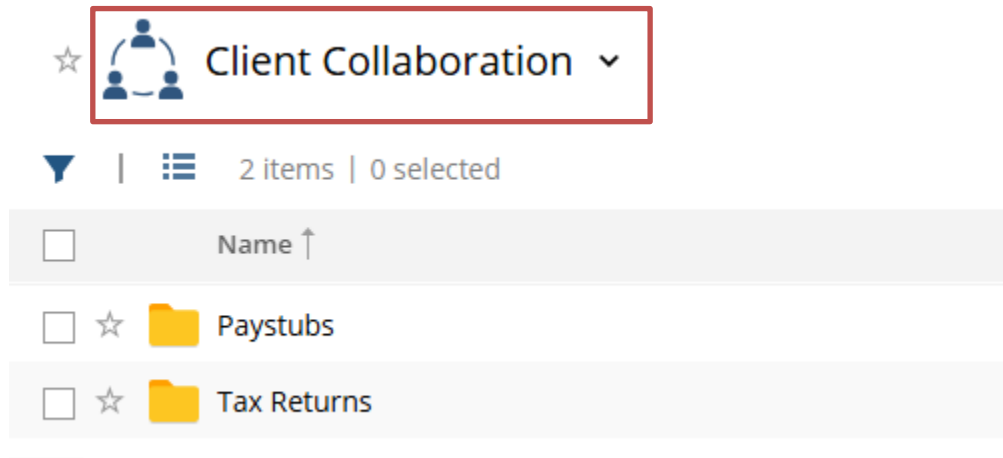 Client Collaboration
2 items | 0 selected
Name
Paystubs
Tax Returns